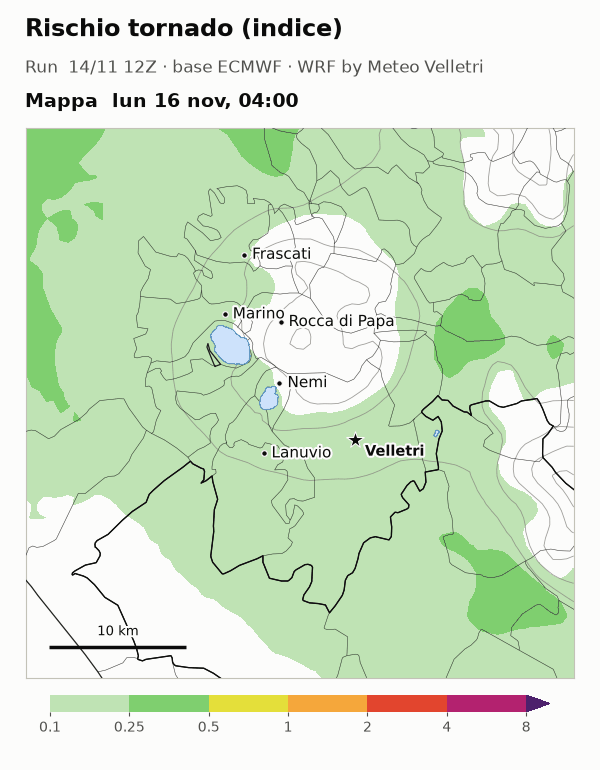 Rischio tornado (indice)
Run  14/11 12Z · base ECMWF · WRF by Meteo Velletri
Mappa  lun 16 nov, 04:00
Frascati
Marino
Rocca di Papa
Nemi
Velletri
Lanuvio
10 km
0.1 0.25 0.5 1 2 4 8